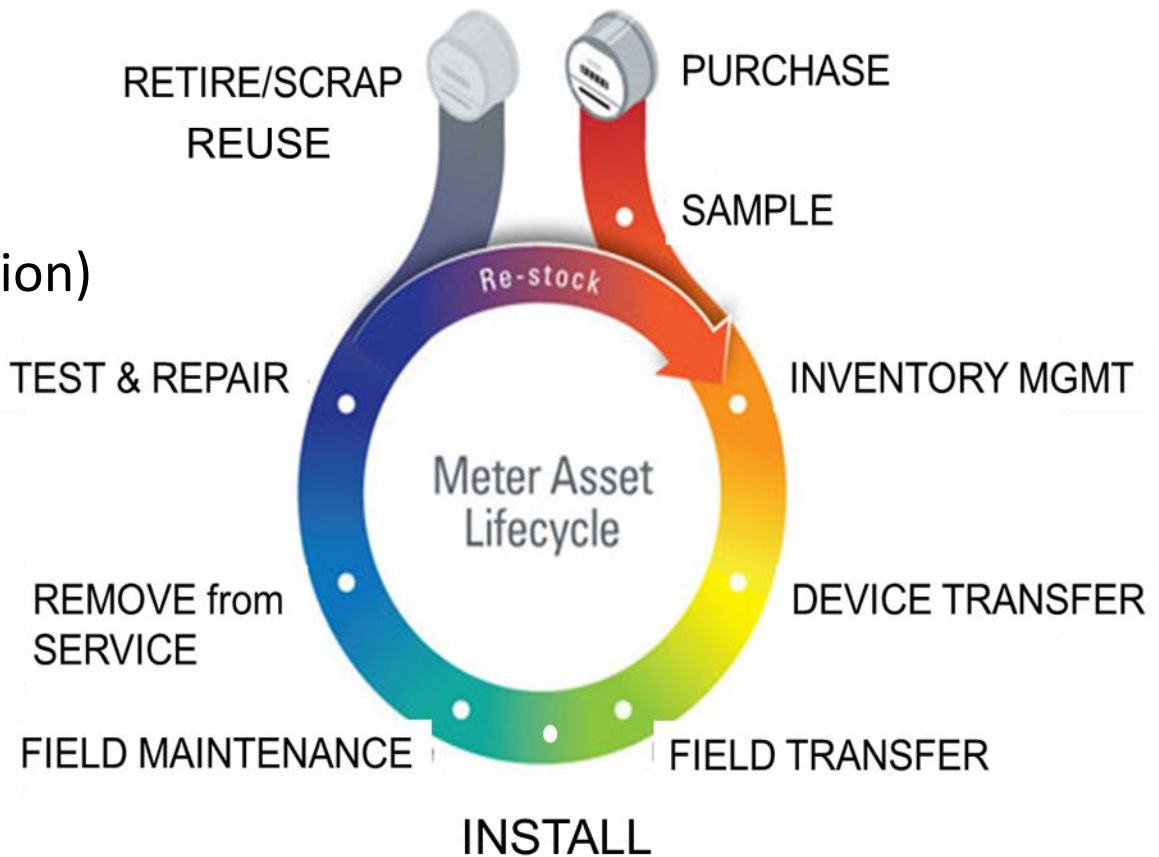 RETIRE/SCRAP
REUSE
PURCHASE
SAMPLE
ion)
Re-stock
TEST & REPAIR
INVENTORY MGMT
Meter Asset
Lifecycle
REMOVE from
SERVICE
DEVICE TRANSFER
FIELD MAINTENANCE
FIELD TRANSFER
INSTALL